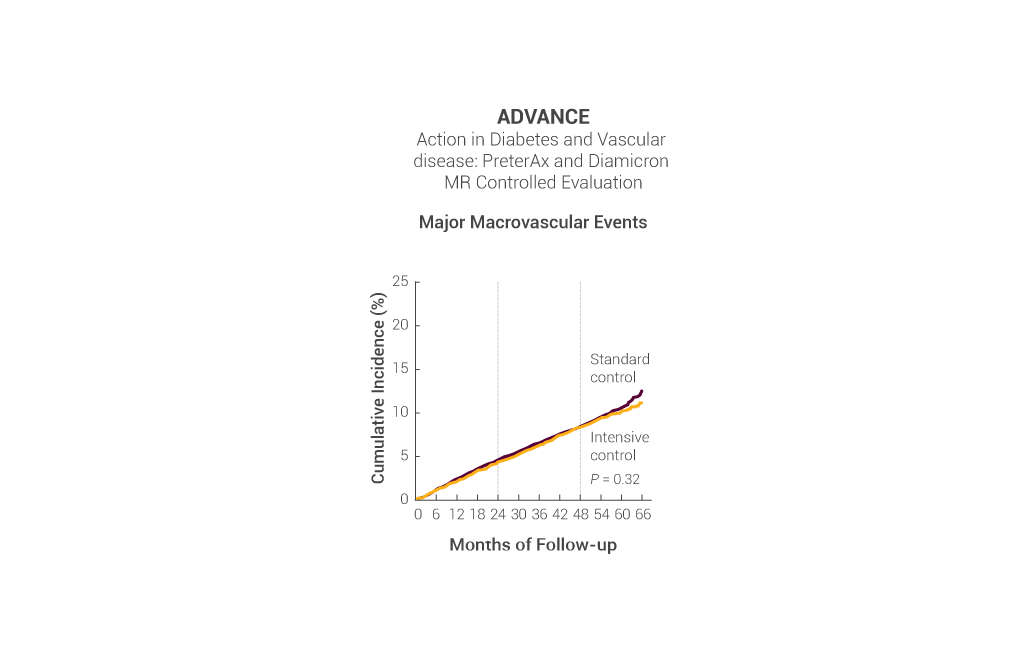 ADVANCE
Action in Diabetes and Vascular
disease: PreterAx and Diamicron
MR Controlled Evaluation
Major Macrovascular Events
Cumulative Incidence (%)
25
20
15
10
5
0
Standard
control
Intensive
control
P = 0.32
0 6 12 18 24 30 36 42 48 54 60 66
Months of Follow-up